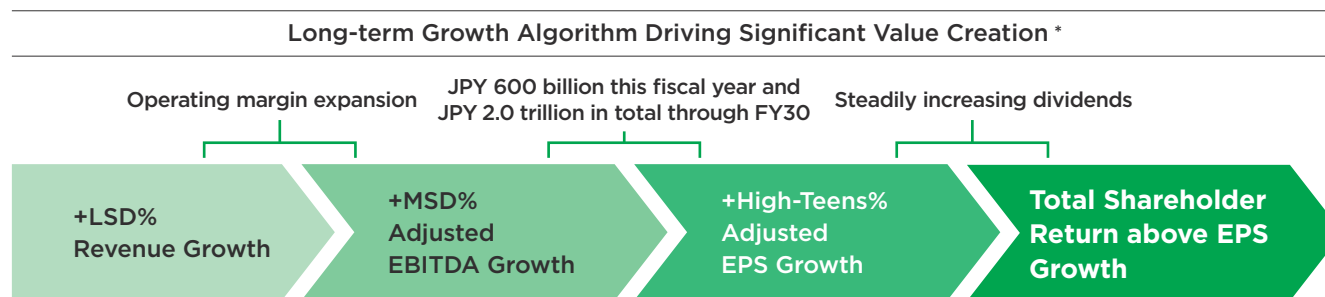 Long-term Growth Algorithm Driving Significant Value Creation *
Operating margin expansion
JPY 600 billion this fiscal year and
JPY 2.0 trillion in total through FY30
Steadily increasing dividends
+LSD%
Revenue Growth
+MSD%
Adjusted
EBITDA Growth
+High-Teens%
Adjusted
EPS Growth
Total Shareholder
Return above EPS
Growth